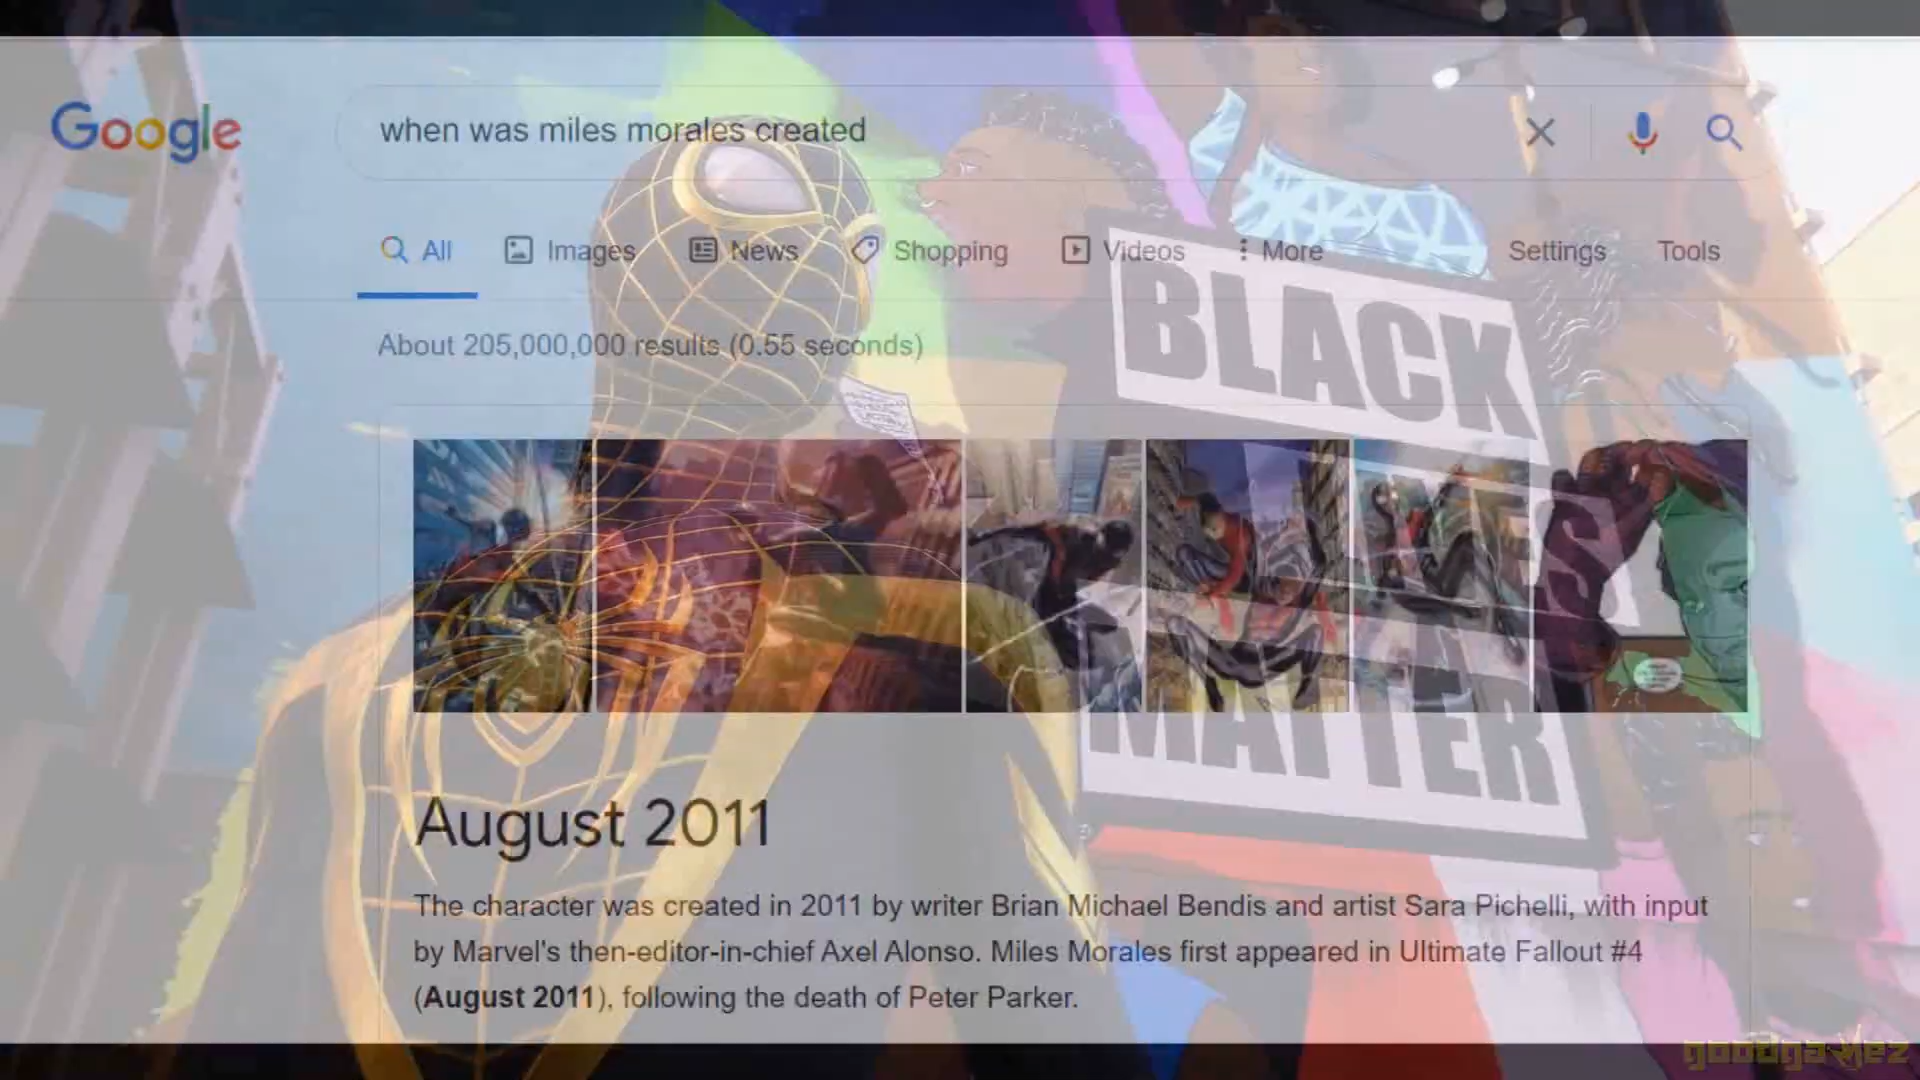 Google
when was miles morales created
All
Images
News
Shopping
Videos
More
Settings
Tools
About 205,000,000 results (0.55 seconds)
BLACK
MATTER
August 2011
The character was created in 2011 by writer Brian Michael Bendis and artist Sara Pichelli, with input
by Marvel's then-editor-in-chief Axel Alonso. Miles Morales first appeared in Ultimate Fallout #4
(August 2011), following the death of Peter Parker.
goodgamez